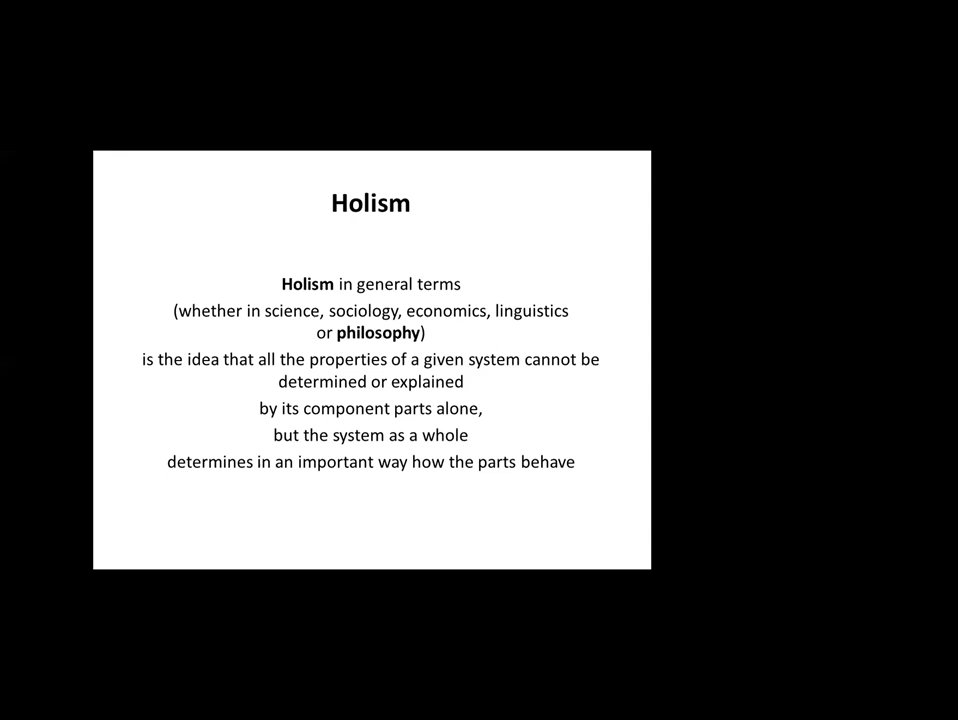 Holism
Holism in general terms
(whether in science, sociology, economics, linguistics
or philosophy)
is the idea that all the properties of a given system cannot be
determined or explained
by its component parts alone,
but the system as a whole
determines in an important way how the parts behave